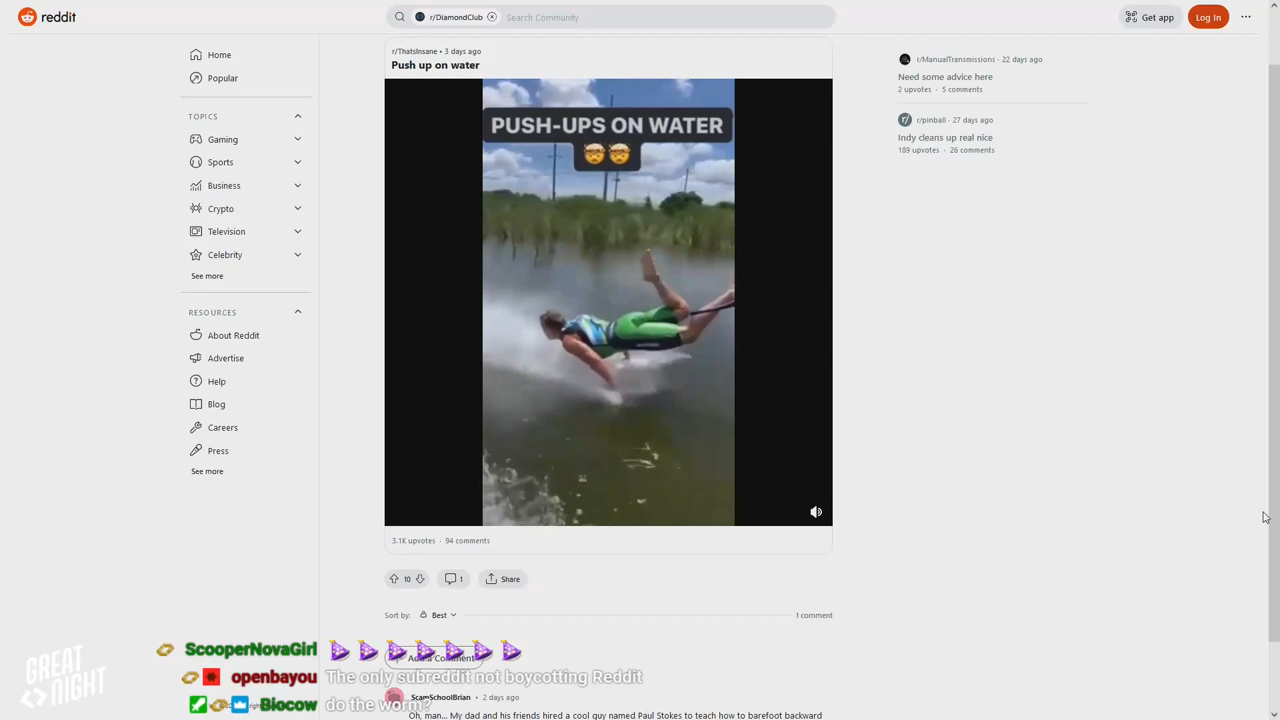 reddit
r/DiamondClub
Search Community
Get app
Log In
Home
Popular
TOPICS
Gaming
Sports
Business
Crypto
Television
Celebrity
See more
RESOURCES
About Reddit
Advertise
Help
Blog
Careers
Press
See more
r/ThatsInsane • 3 days ago
Push up on water
PUSH-UPS ON WATER
3.1K upvotes · 94 comments
10
1
Share
Sort by: Best
1 comment
Add a Comment
ScamSchoolBrian • 2 days ago
Oh, man... My dad and his friends hired a cool guy named Paul Stokes to teach how to barefoot backward
r/ManualTransmissions • 22 days ago
Need some advice here
2 upvotes · 5 comments
r/pinball • 27 days ago
Indy cleans up real nice
189 upvotes · 26 comments
GREAT NIGHT
ScooperNovaGirl
openbayou The only subreddit not boycotting Reddit
Biocow do the worm?